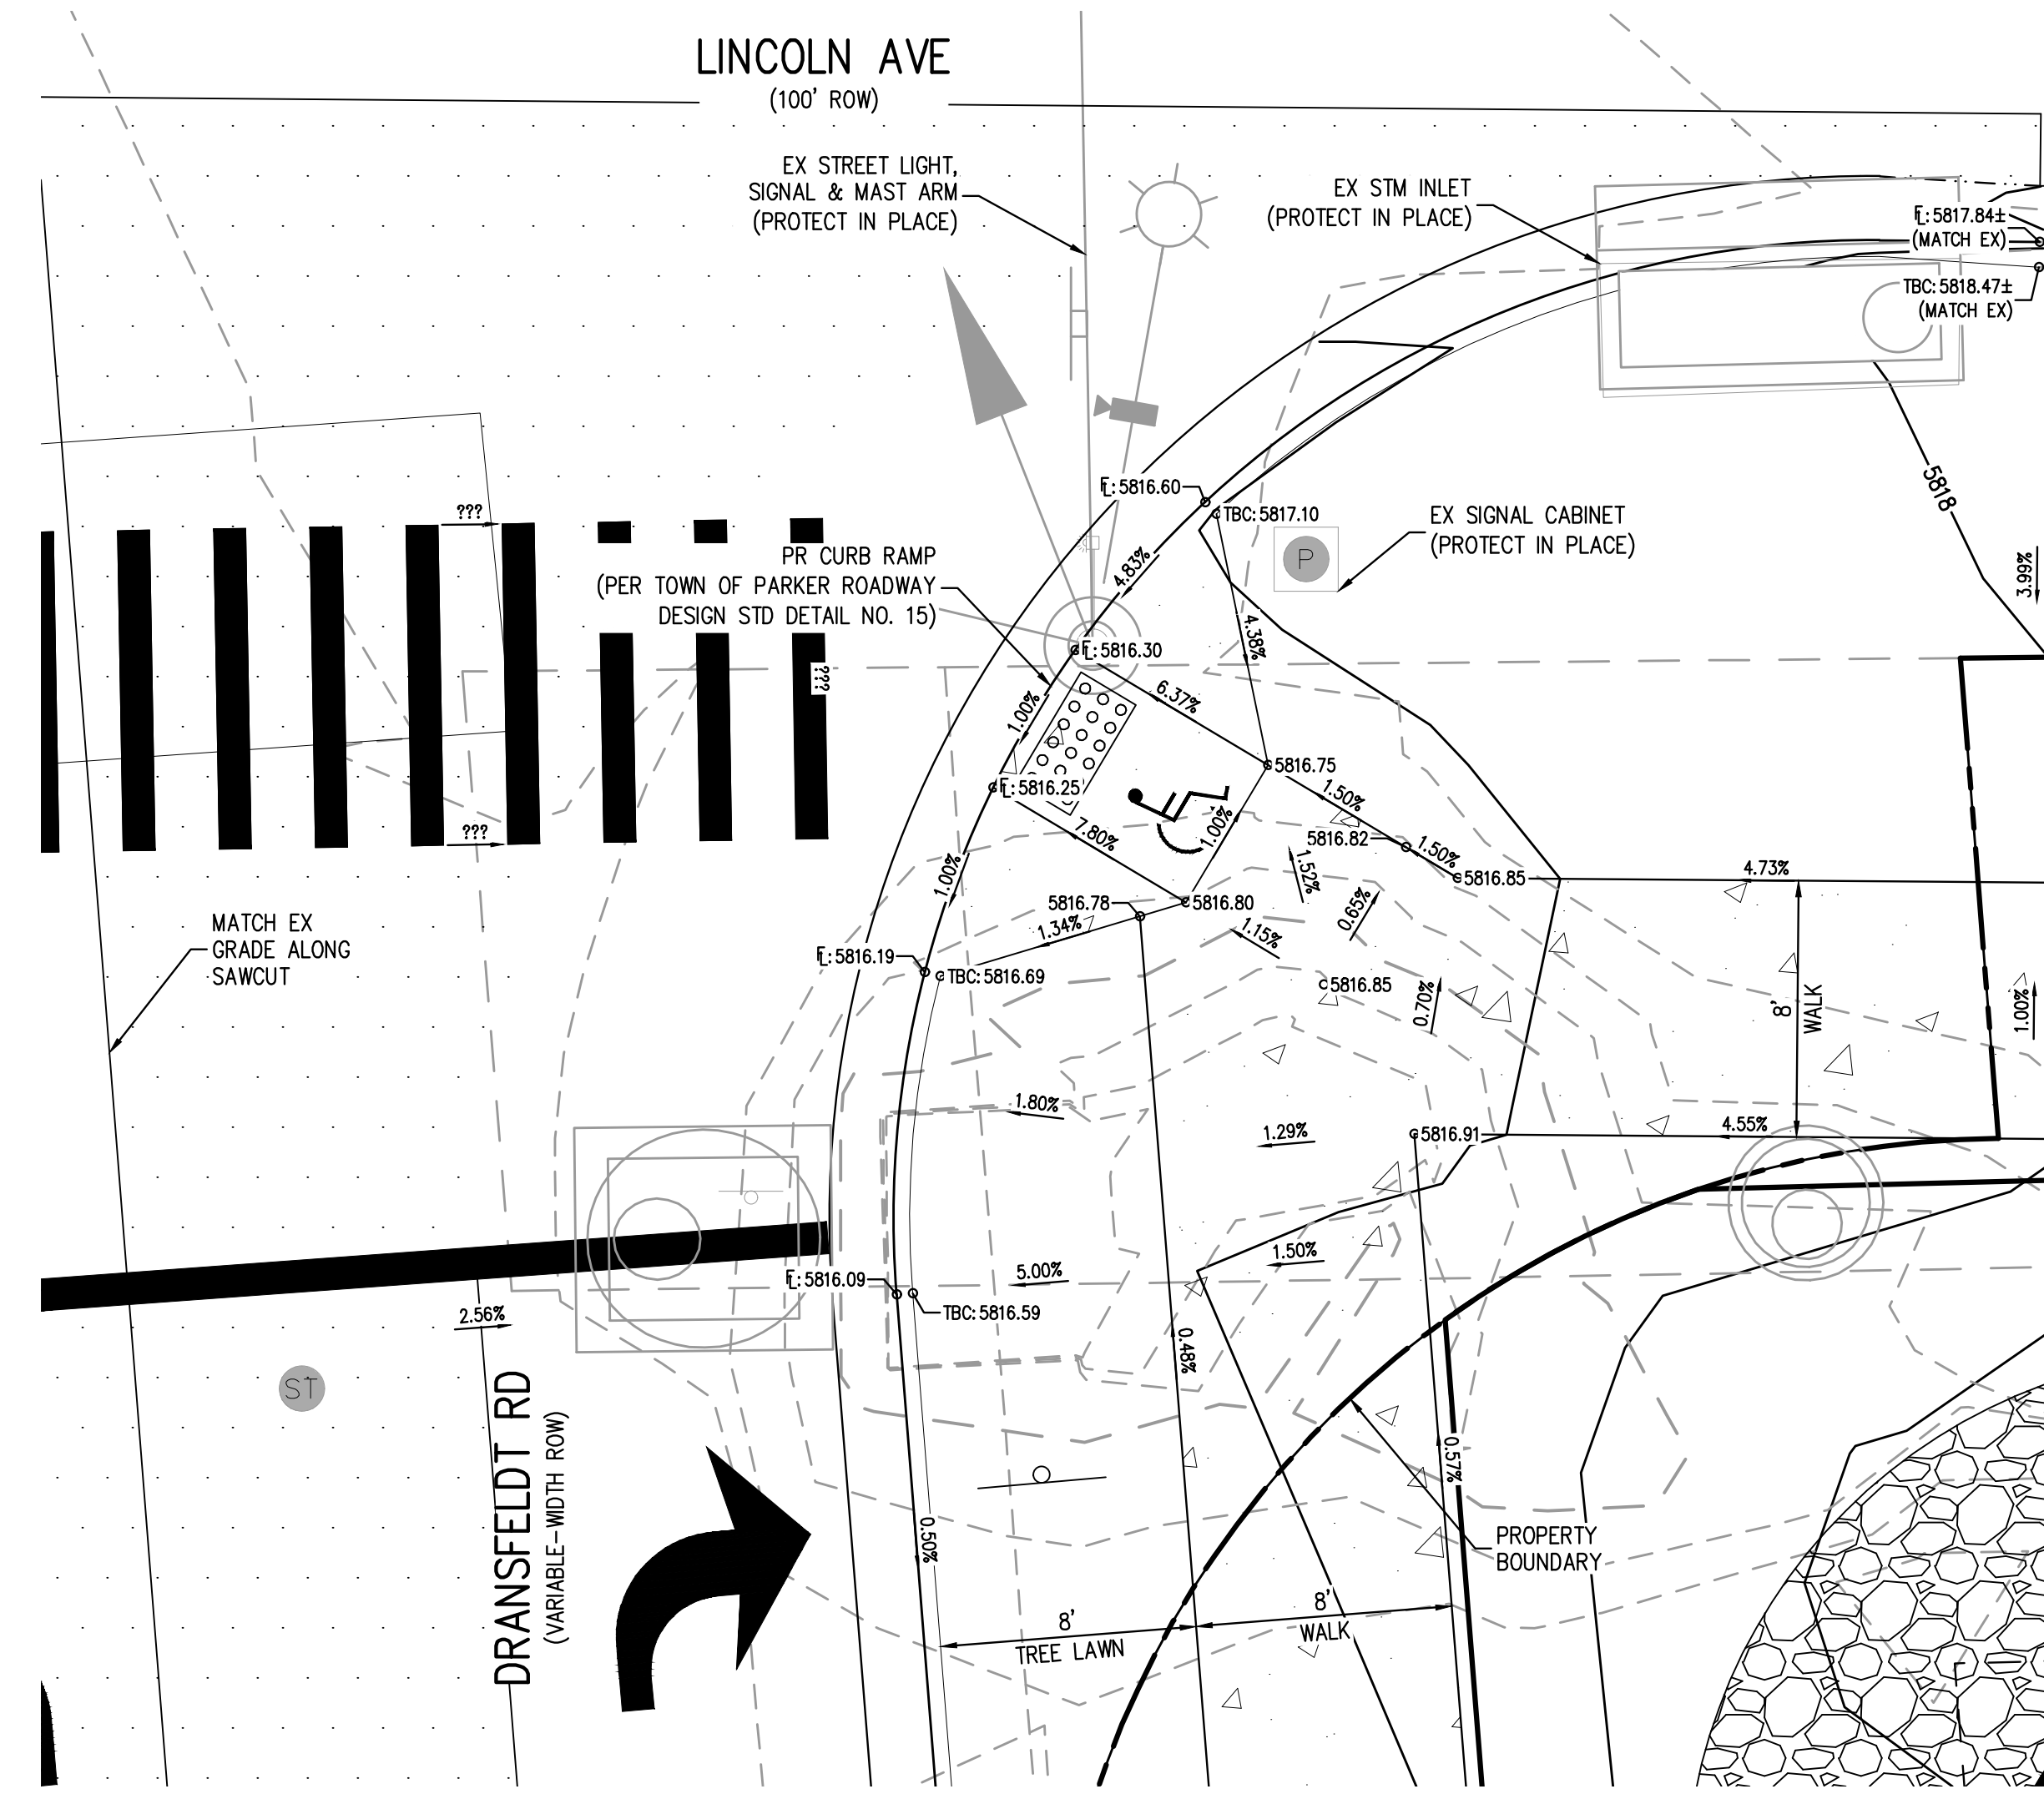 LINCOLN AVE
(100' ROW)
EX STREET LIGHT,
SIGNAL & MAST ARM
(PROTECT IN PLACE)
EX STM INLET
(PROTECT IN PLACE)
FL:5817.84±
(MATCH EX)
TBC:5818.47±
(MATCH EX)
5818
3.99%
FL:5816.60
TBC:5817.10
EX SIGNAL CABINET
(PROTECT IN PLACE)
P
???
PR CURB RAMP
(PER TOWN OF PARKER ROADWAY
DESIGN STD DETAIL NO. 15)
4.83%
4.38%
FL:5816.30
???
6.37%
1.00%
5816.75
FL:5816.25
1.50%
???
7.80%
1.00%
5816.82
1.50%
1.52%
5816.85
4.73%
1.00%
5816.78
5816.80
0.65%
1.34%
1.15%
MATCH EX
GRADE ALONG
SAWCUT
FL:5816.19
TBC:5816.69
5816.85
0.70%
8'
WALK
1.00%
1.80%
1.29%
5816.91
4.55%
1.50%
5.00%
FL:5816.09
TBC:5816.59
2.56%
0.48%
ST
0.57%
DRANSFELDT RD
(VARIABLE-WIDTH ROW)
0.50%
PROPERTY
BOUNDARY
8'
TREE LAWN
8'
WALK